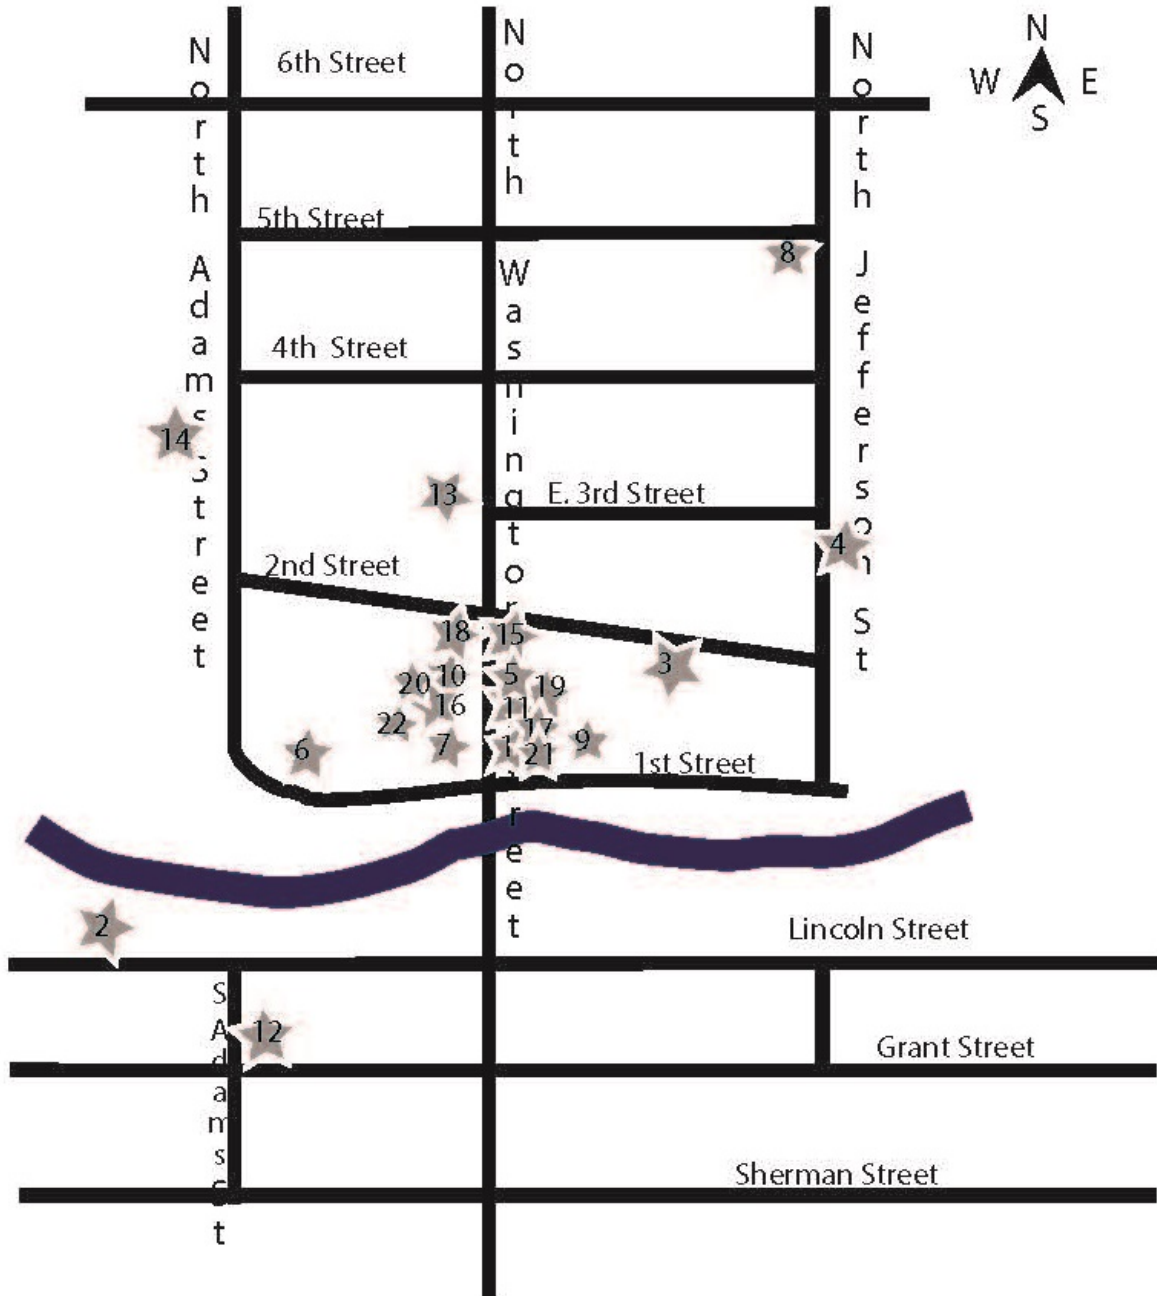 N
6th Street
W E
S
North Adams Street
North Washington Street
North Jefferson St
5th Street
8
4th Street
14
13
E. 3rd Street
4
2nd Street
18
15
3
10
5
20
19
16
11
22
17
6
7
1
21
9
1st Street
2
Lincoln Street
S Adams St
12
Grant Street
Sherman Street